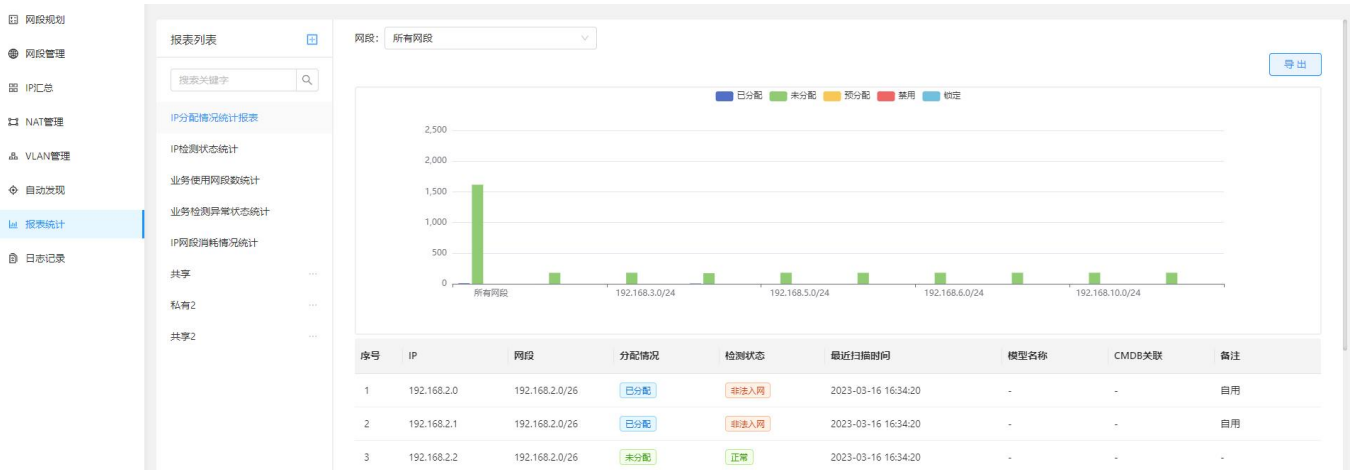 网段规划
网段管理
IP汇总
NAT管理
VLAN管理
自动发现
报表统计
日志记录
报表列表
搜索关键字
IP分配情况统计报表
IP检测状态统计
业务使用网段数统计
业务检测异常状态统计
IP网段消耗情况统计
共享 ...
私有2 ...
共享2 ...
网段: 所有网段
导 出
已分配 未分配 预分配 禁用 锁定
2,500
2,000
1,500
1,000
500
0
所有网段 192.168.3.0/24 192.168.5.0/24 192.168.6.0/24 192.168.10.0/24
序号 IP 网段 分配情况 检测状态 最近扫描时间 模型名称 CMDB关联 备注
1 192.168.2.0 192.168.2.0/26 已分配 非法入网 2023-03-16 16:34:20 - - 自用
2 192.168.2.1 192.168.2.0/26 已分配 非法入网 2023-03-16 16:34:20 - - 自用
3 192.168.2.2 192.168.2.0/26 未分配 正常 2023-03-16 16:34:20 - - -